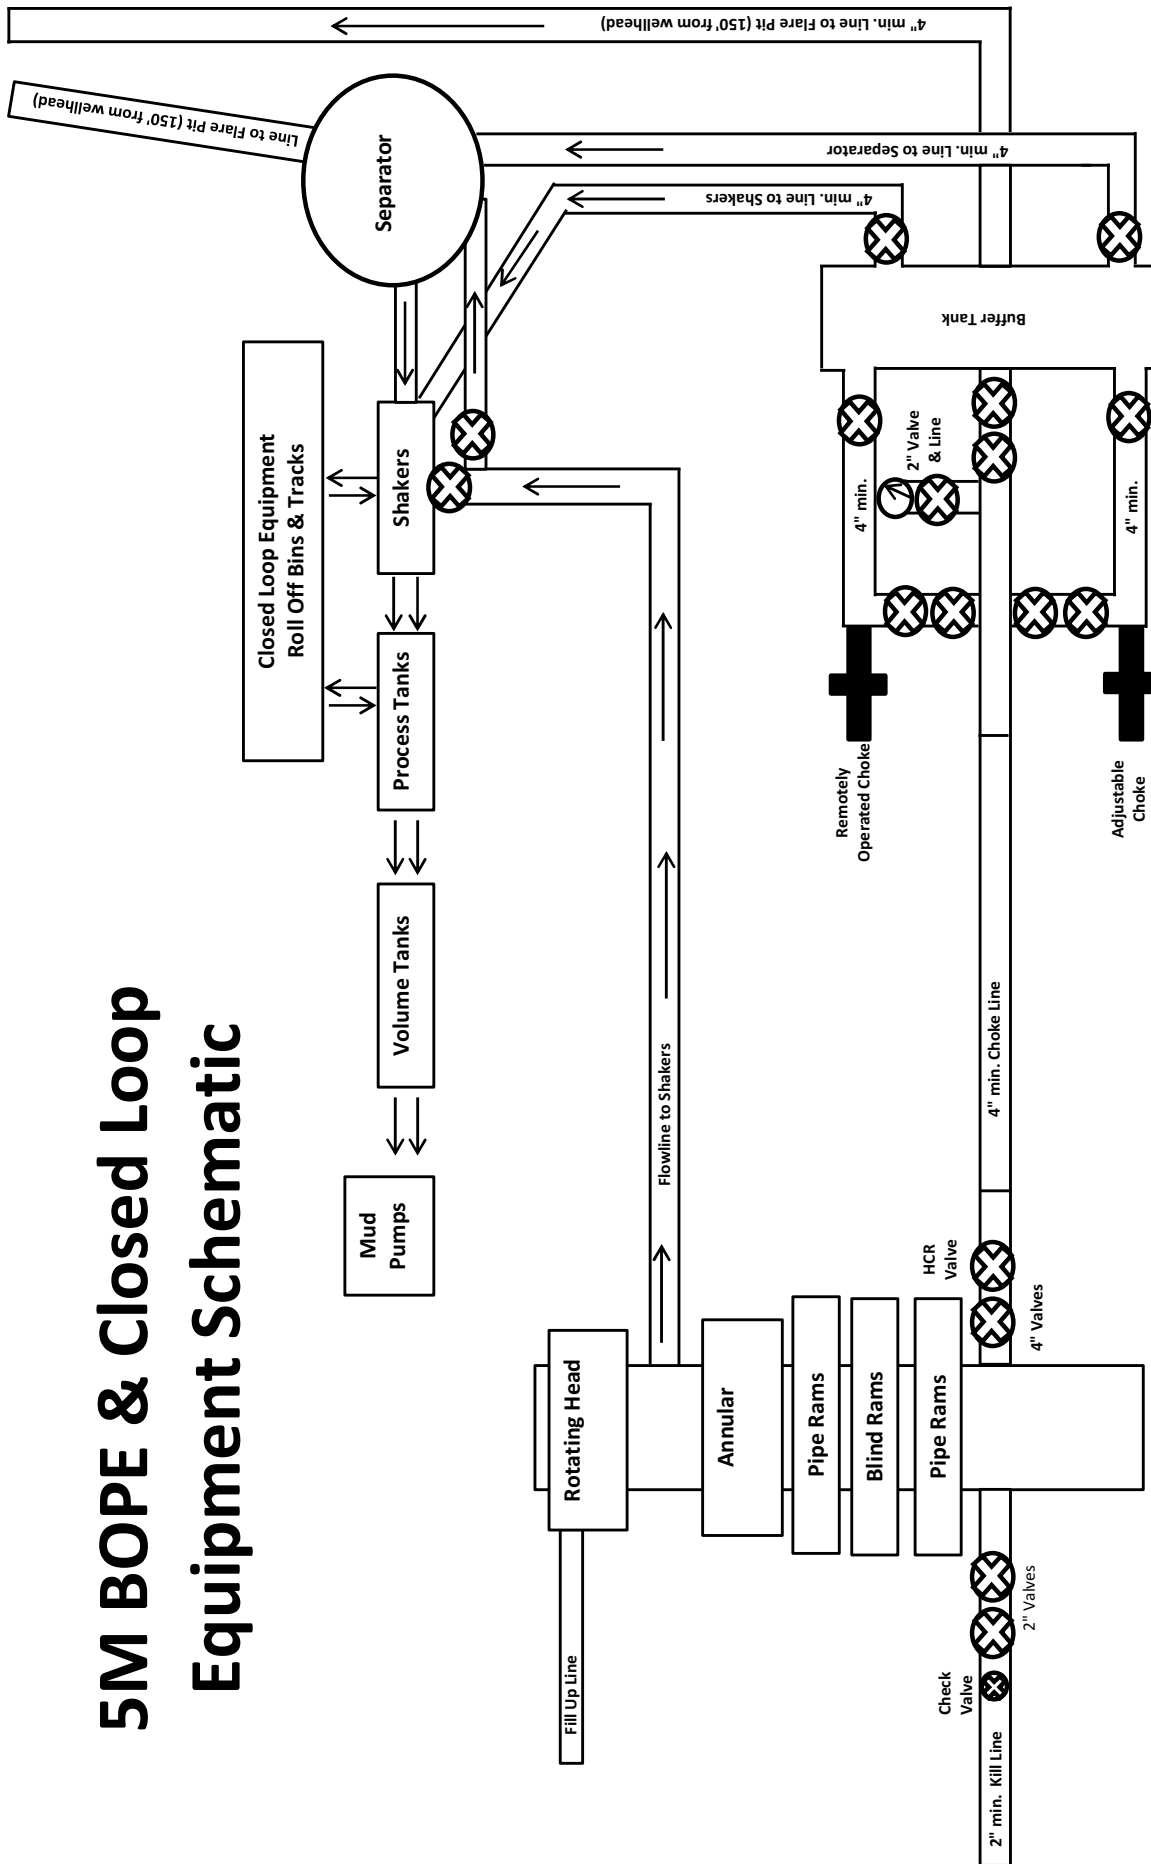 5M BOPE & Closed Loop
Equipment Schematic
Closed Loop Equipment
Roll Off Bins & Tracks
Mud
Pumps
Volume Tanks
Process Tanks
Shakers
Separator
Line to Flare Pit (150' from wellhead)
4" min. Line to Flare Pit (150' from wellhead)
4" min. Line to Separator
4" min. Line to Shakers
Fill Up Line
Rotating Head
Flowline to Shakers
Annular
Pipe Rams
Blind Rams
Pipe Rams
Remotely
Operated Choke
4" min.
2" Valve
& Line
Buffer Tank
Check
Valve
HCR
Valve
2" min. Kill Line
2" Valves
4" Valves
4" min. Choke Line
Adjustable
Choke
4" min.